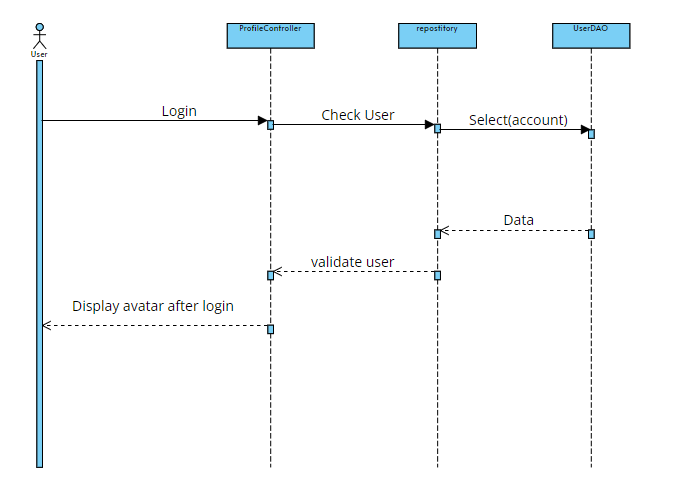 User
ProfileController
repostitory
UserDAO
Login
Check User
Select(account)
Data
validate user
Display avatar after login